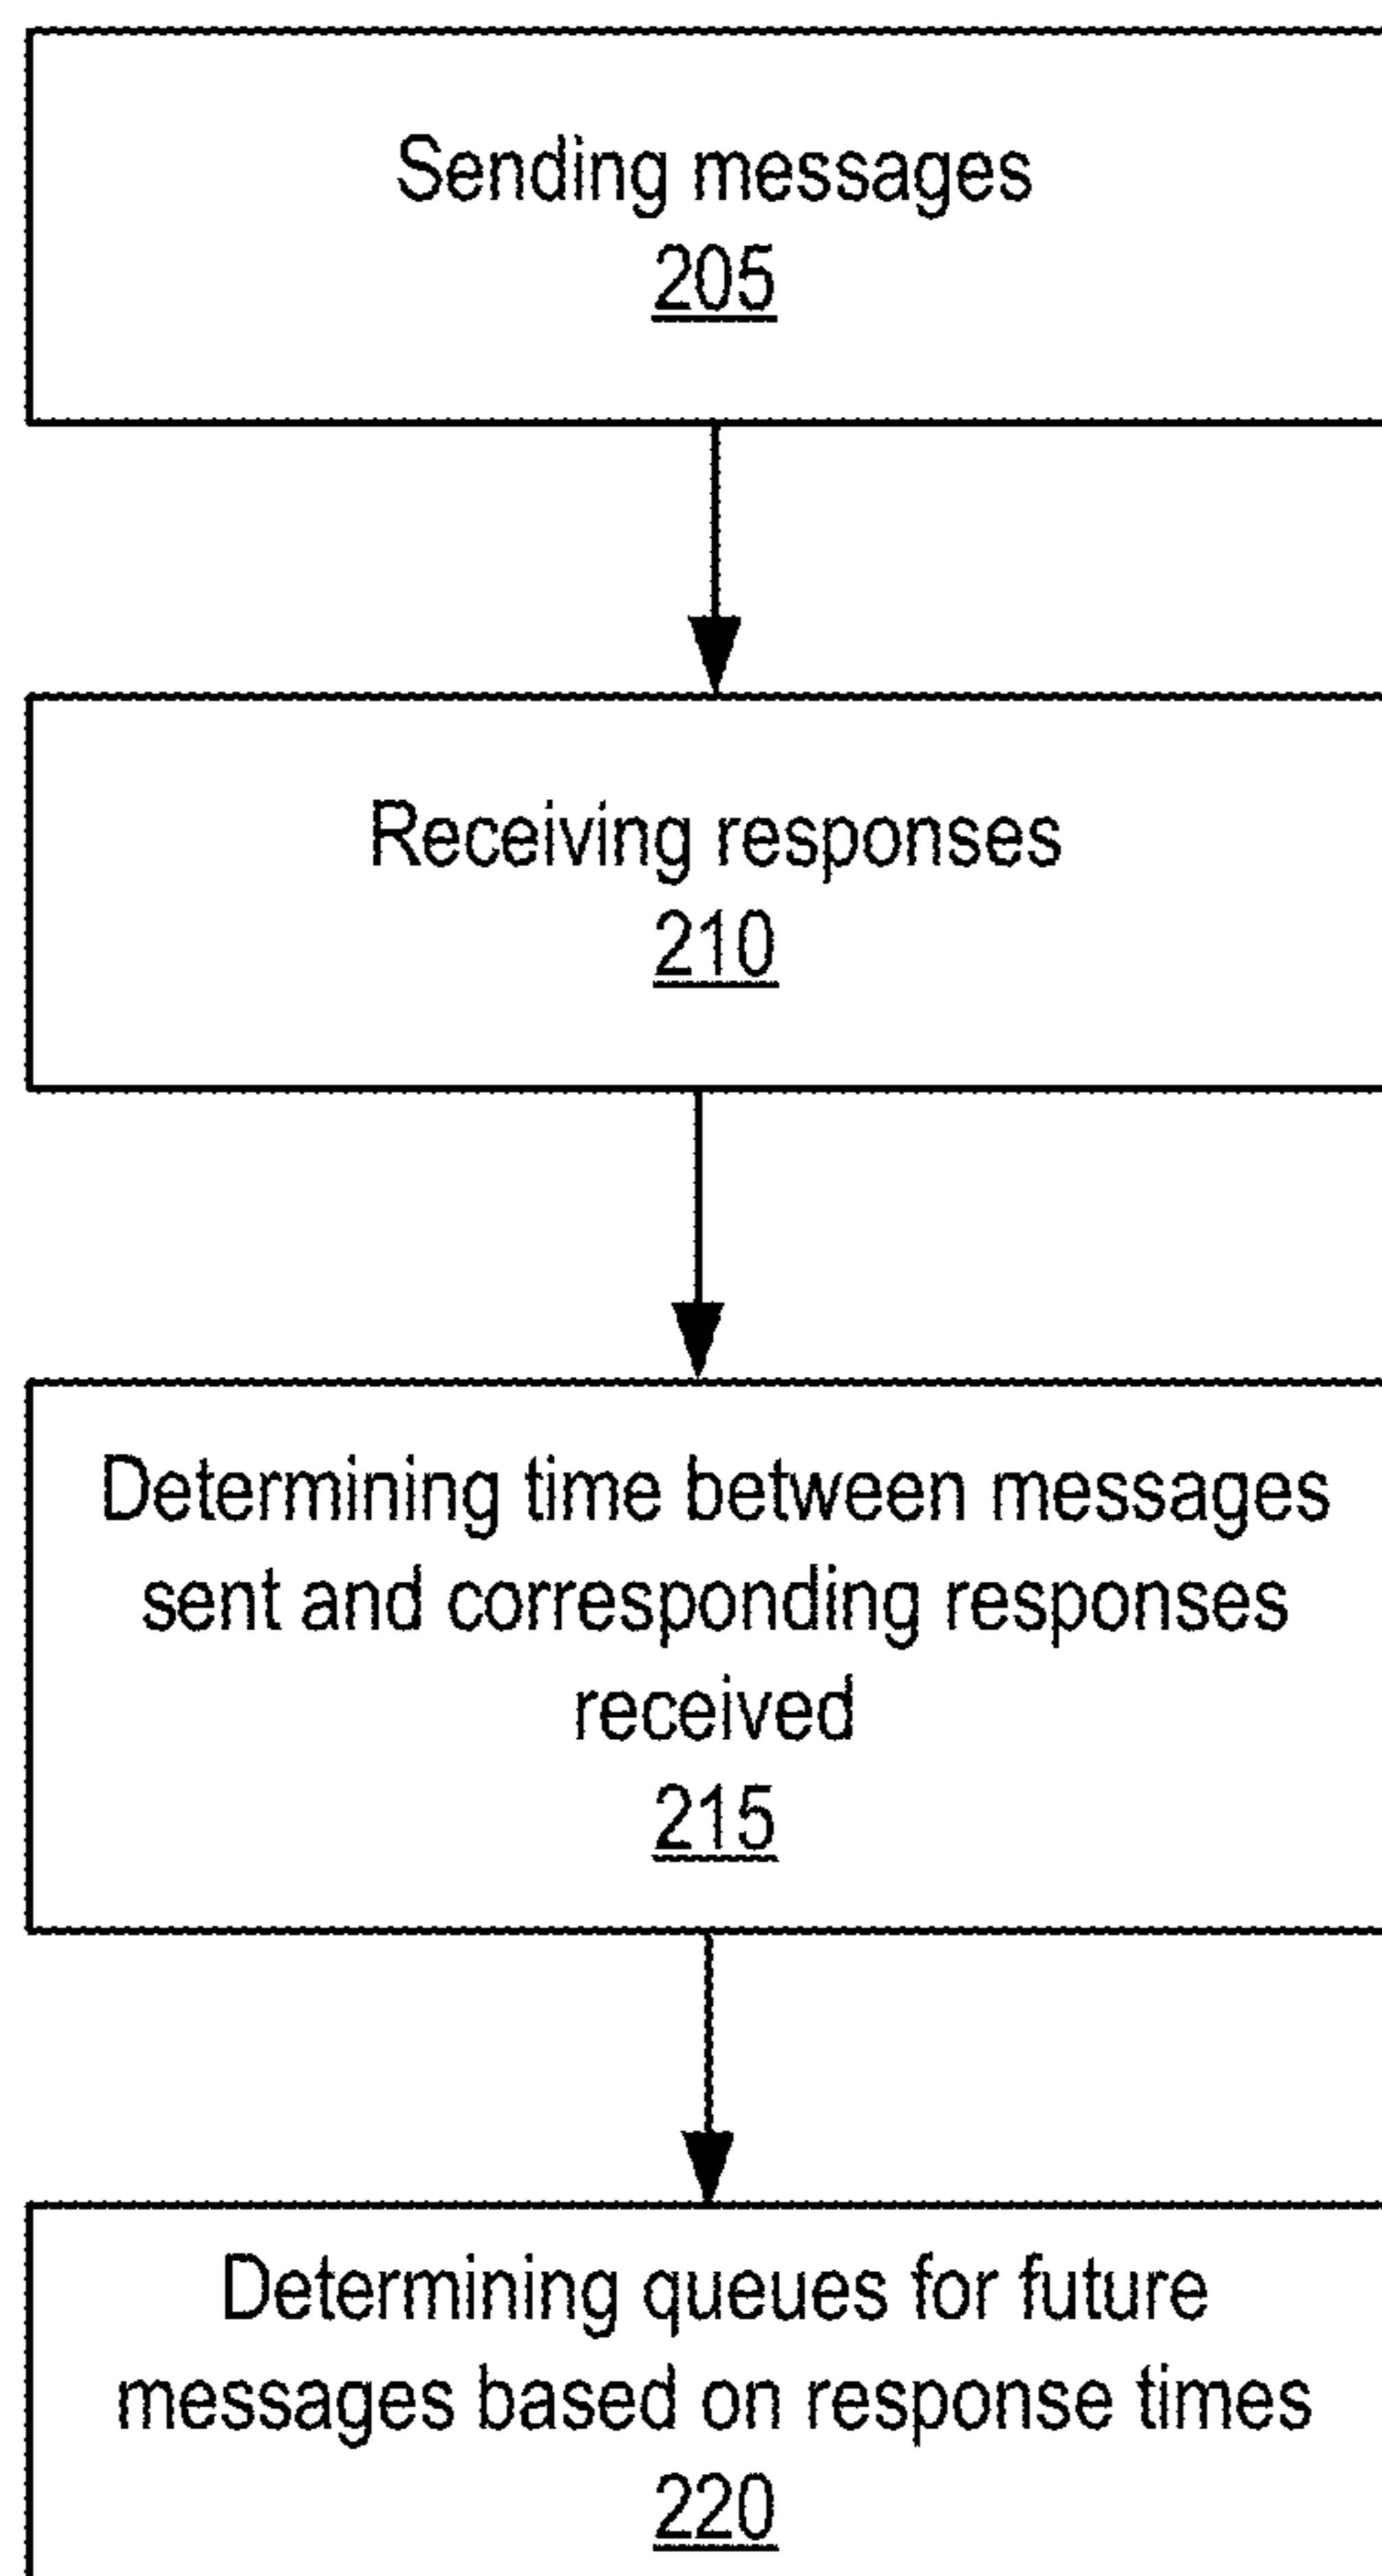 Sending messages
205
Receiving responses
210
Determining time between messages
sent and corresponding responses
received
215
Determining queues for future
messages based on response times
220